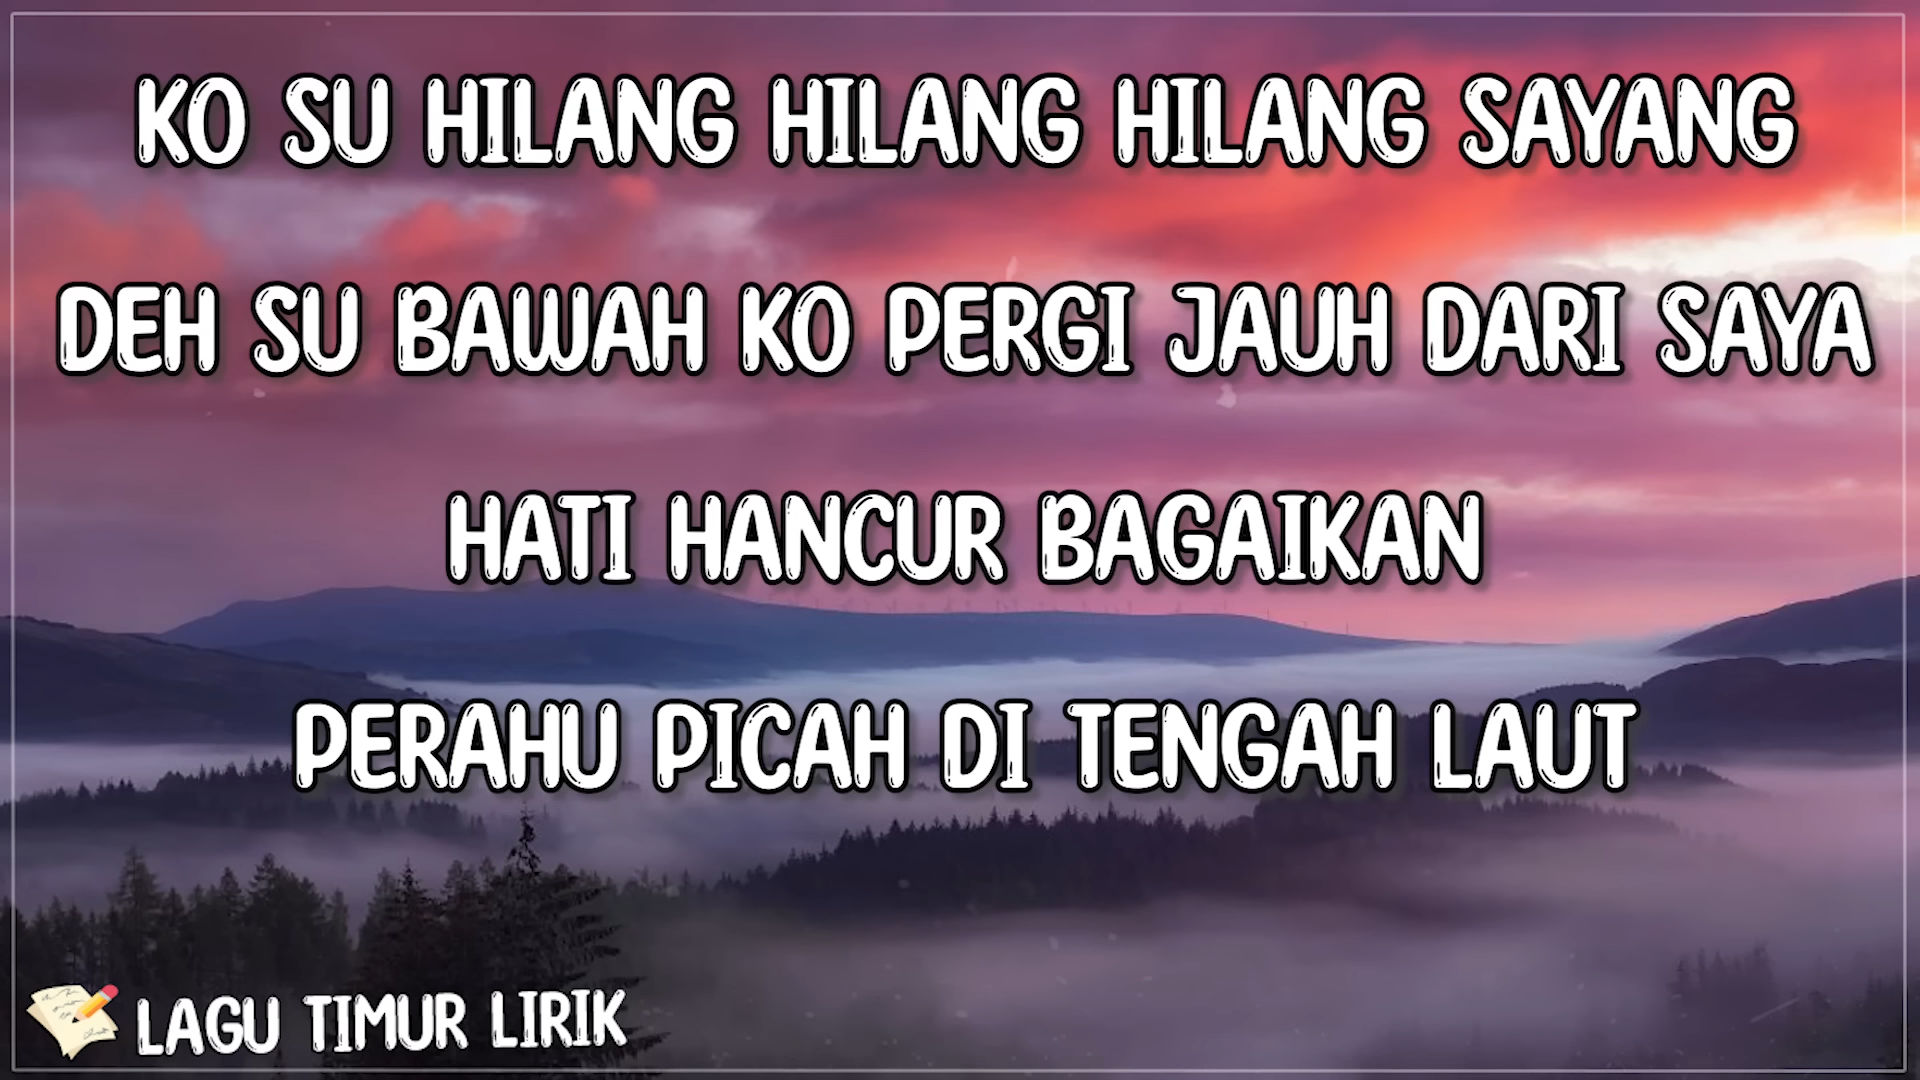 KO SU HILANG HILANG HILANG SAYANG
DEH SU BAWAH KO PERGI JAUH DARI SAYA
HATI HANCUR BAGAIKAN
PERAHU PICAH DI TENGAH LAUT
LAGU TIMUR LIRIK